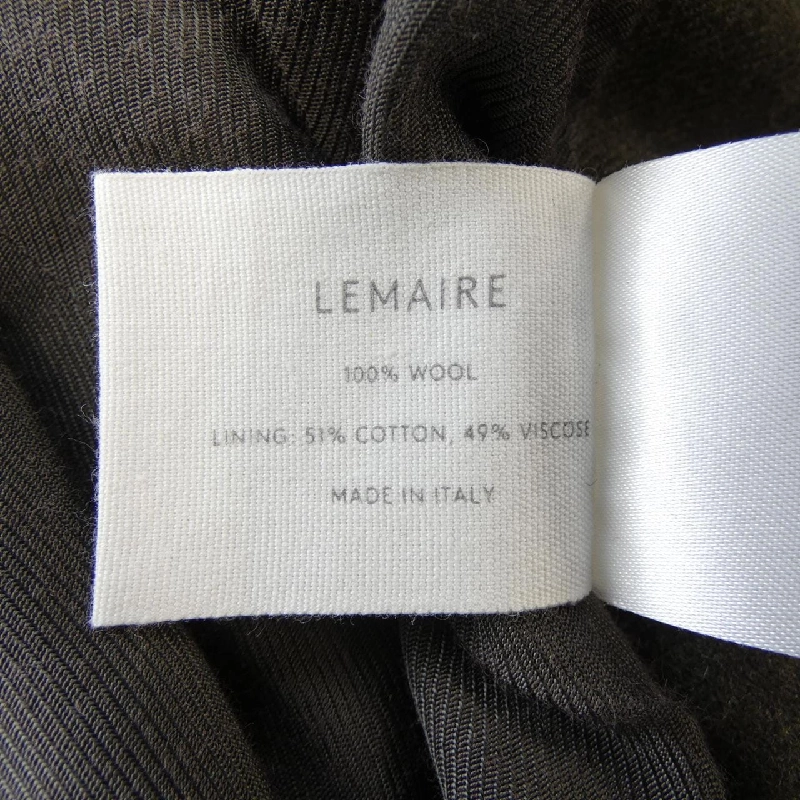 LEMAIRE
100% WOOL
LINING: 51% COTTON, 49% VISCOSE
MADE IN ITALY